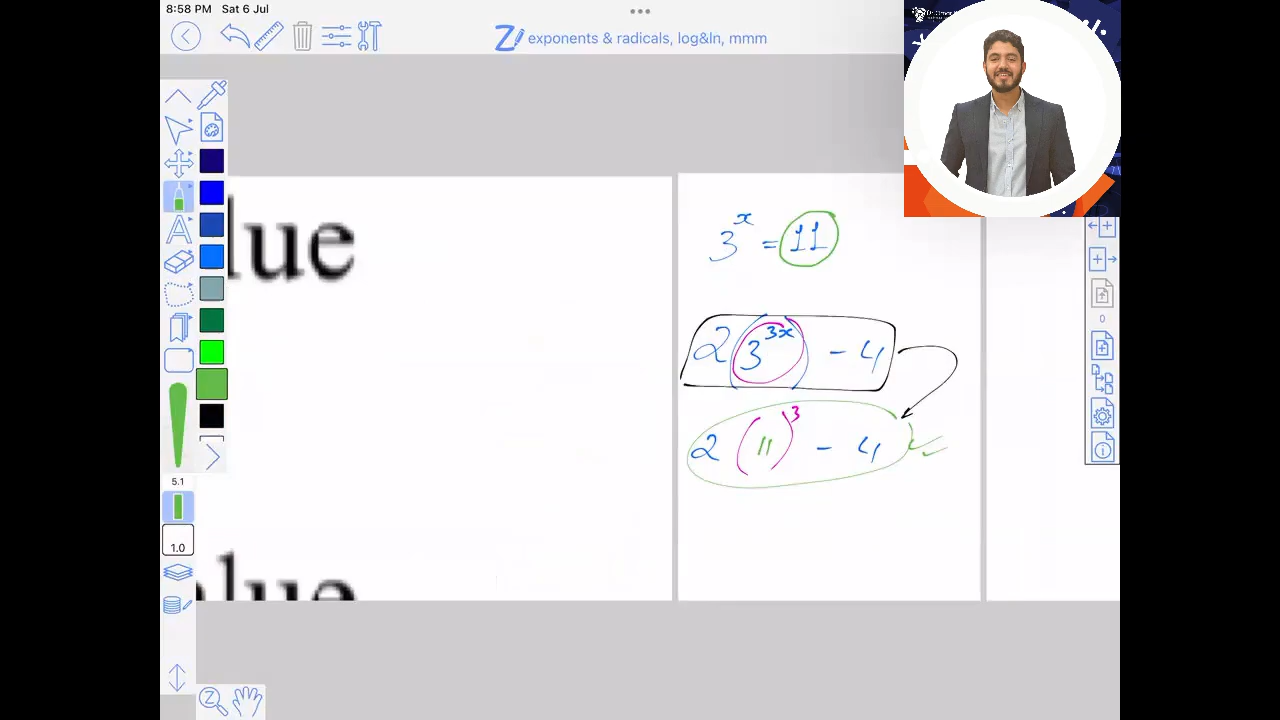 8:58 PM Sat 6 Jul
exponents & radicals, log&ln, mmm
lue
3^x = 11
2(3^{3x}) - 4
2(11)^3 - 4
alue
5.1
1.0
0